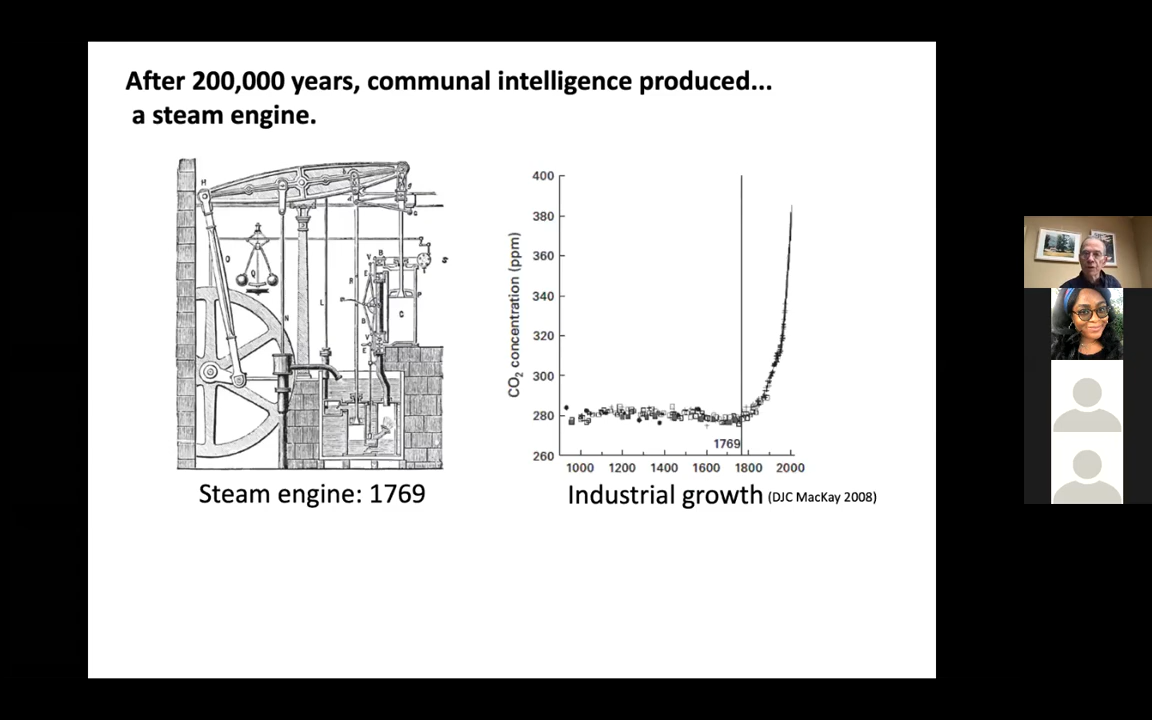 After 200,000 years, communal intelligence produced...
a steam engine.
H
Q
Q
N
L
R
B
V
E
B
V
E
G
400
380
360
340
320
300
280
260
CO₂ concentration (ppm)
1769
1000 1200 1400 1600 1800 2000
Steam engine: 1769
Industrial growth (DJC MacKay 2008)